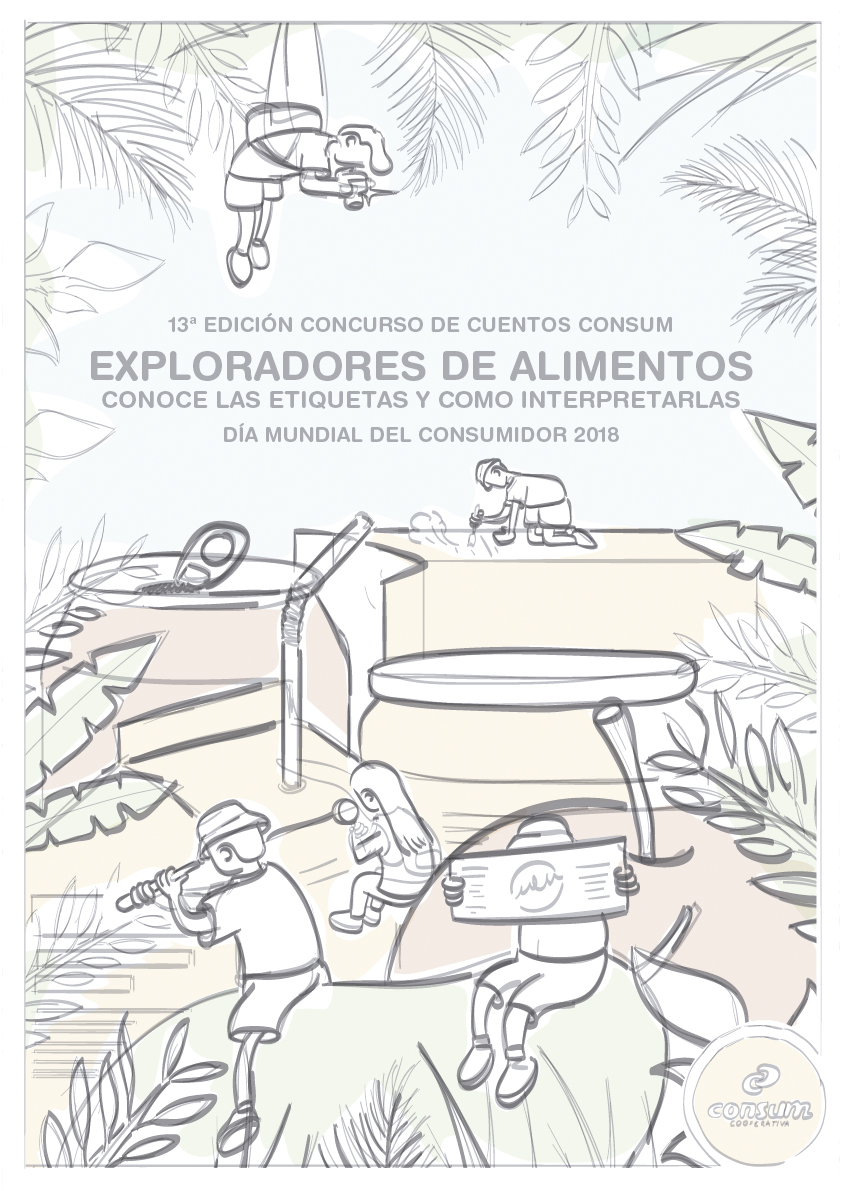 13ª EDICIÓN CONCURSO DE CUENTOS CONSUM
EXPLORADORES DE ALIMENTOS
CONOCE LAS ETIQUETAS Y COMO INTERPRETARLAS
DÍA MUNDIAL DEL CONSUMIDOR 2018
consum
COOPERATIVA